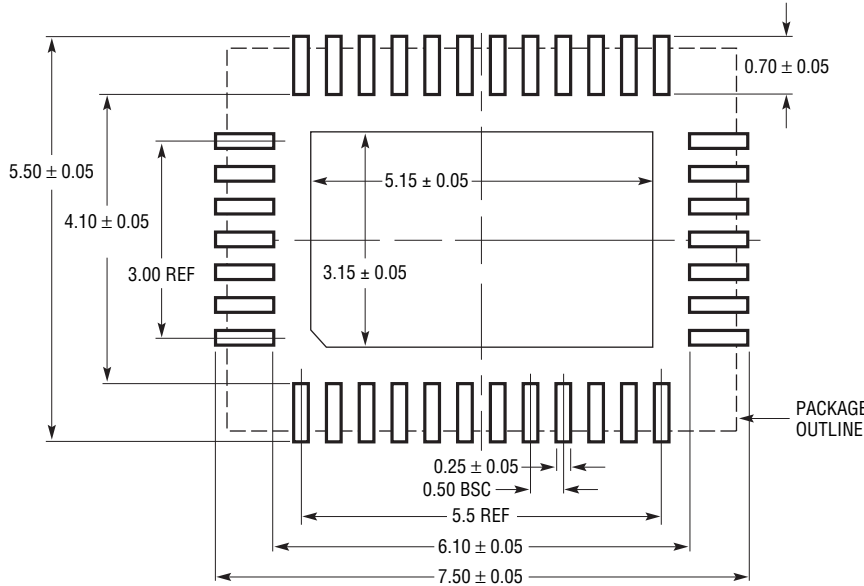 0.70 ± 0.05
5.50 ± 0.05
5.15 ± 0.05
4.10 ± 0.05
3.00 REF
3.15 ± 0.05
PACKAGE
OUTLINE
0.25 ± 0.05
0.50 BSC
5.5 REF
6.10 ± 0.05
7.50 ± 0.05